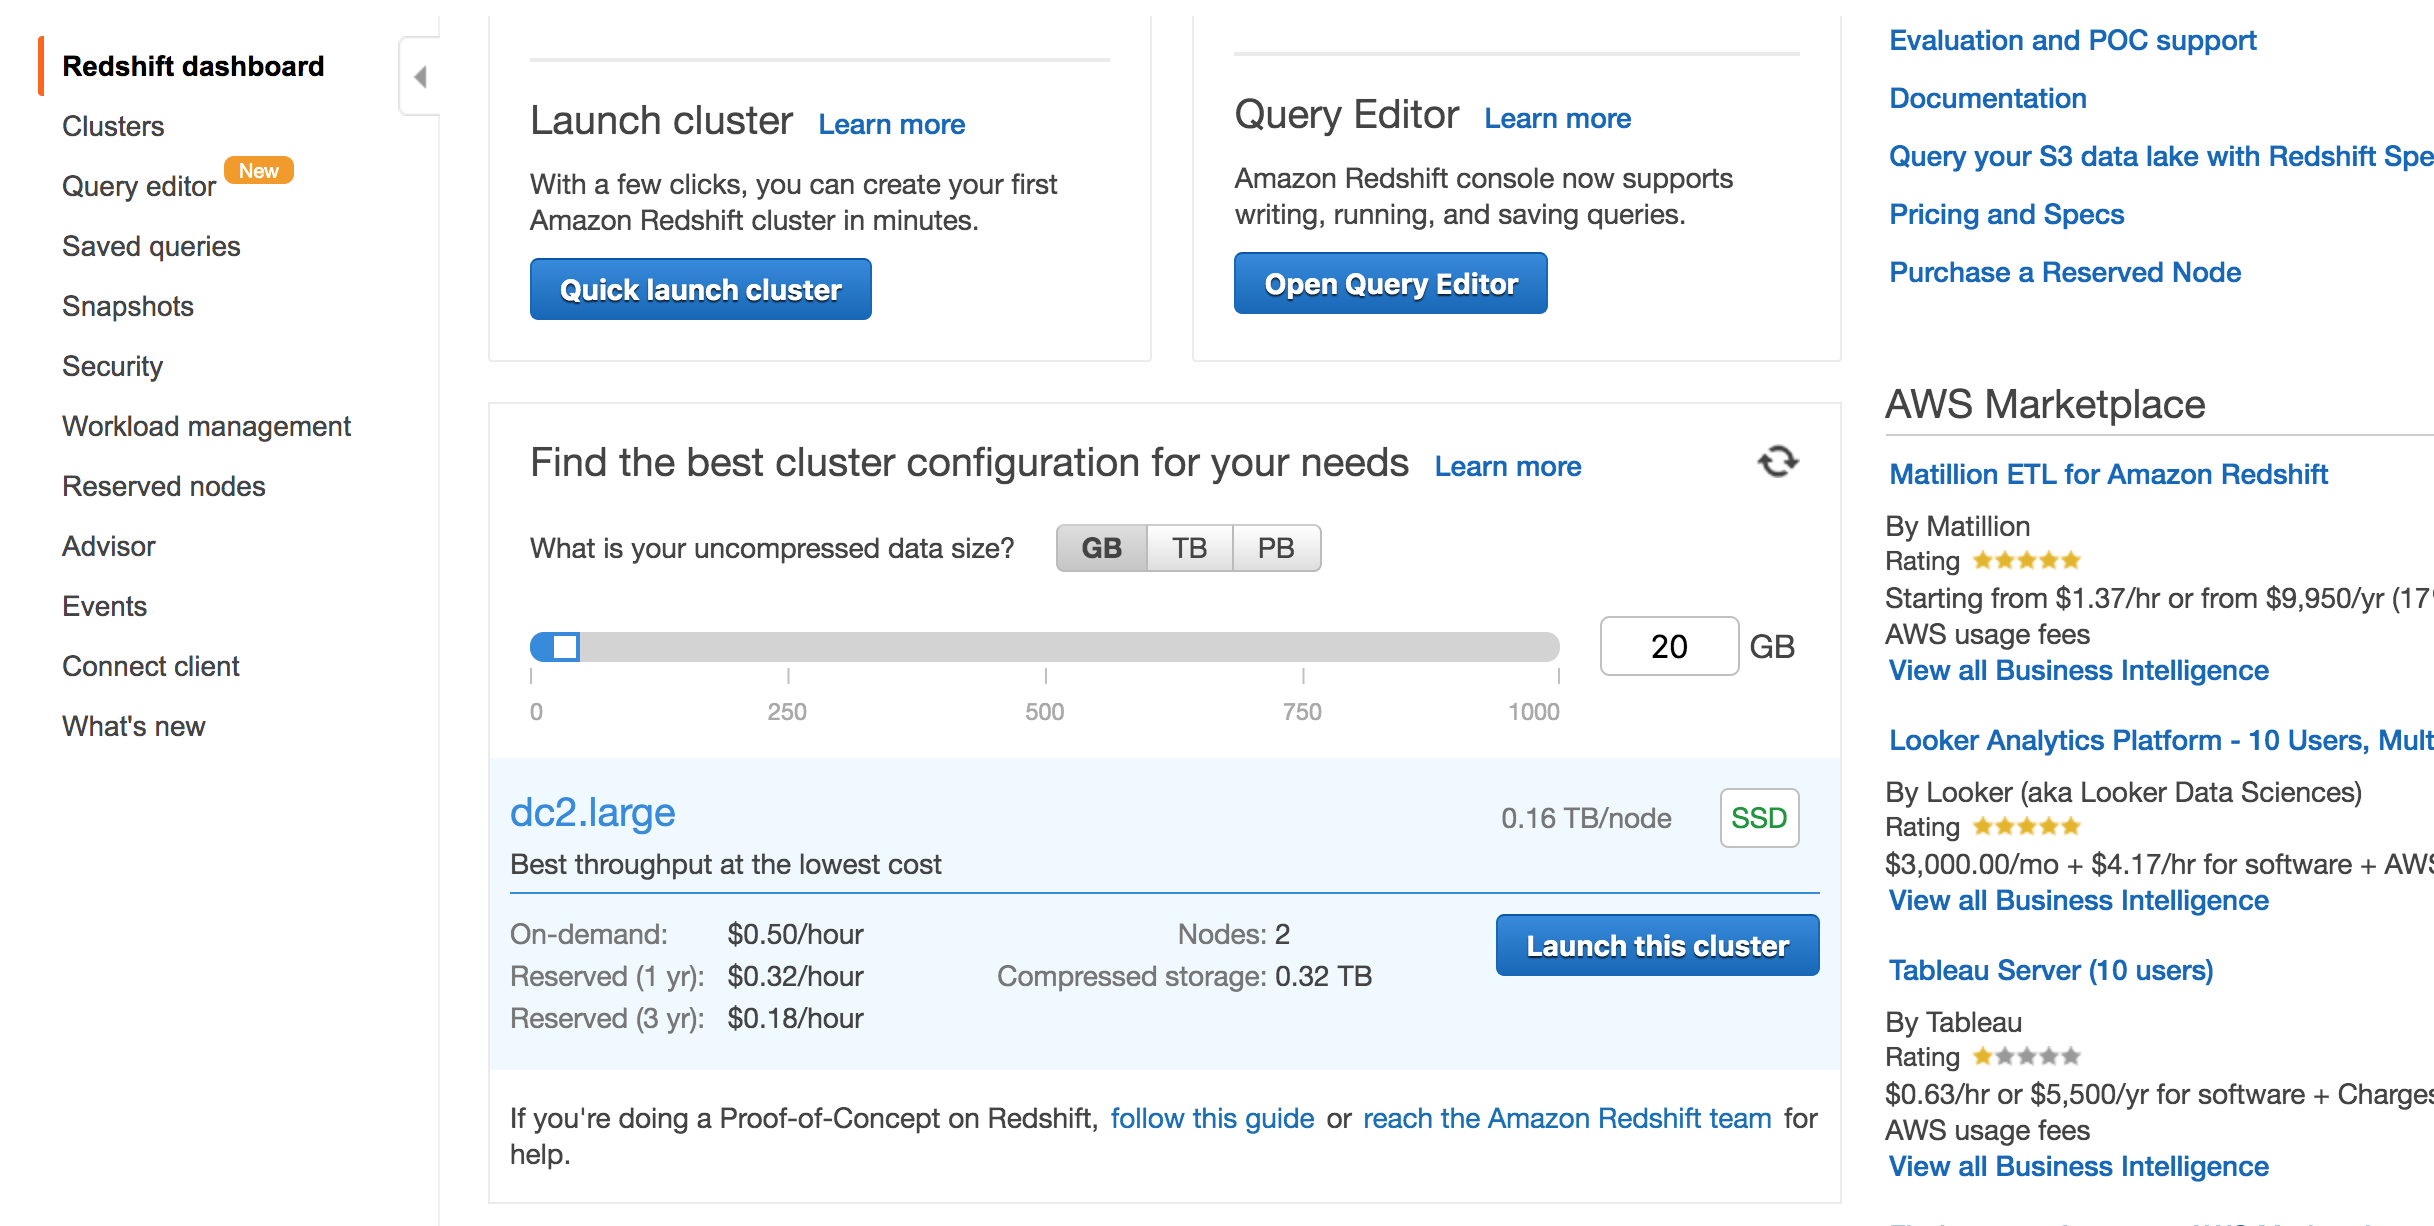 Redshift dashboard
Clusters
Query editor New
Saved queries
Snapshots
Security
Workload management
Reserved nodes
Advisor
Events
Connect client
What's new
Launch cluster Learn more
With a few clicks, you can create your first
Amazon Redshift cluster in minutes.
Quick launch cluster
Query Editor Learn more
Amazon Redshift console now supports
writing, running, and saving queries.
Open Query Editor
Find the best cluster configuration for your needs Learn more
What is your uncompressed data size? GB TB PB
20 GB
0 250 500 750 1000
dc2.large 0.16 TB/node SSD
Best throughput at the lowest cost
On-demand: $0.50/hour Nodes: 2 Launch this cluster
Reserved (1 yr): $0.32/hour Compressed storage: 0.32 TB
Reserved (3 yr): $0.18/hour
If you're doing a Proof-of-Concept on Redshift, follow this guide or reach the Amazon Redshift team for
help.
Evaluation and POC support
Documentation
Query your S3 data lake with Redshift Spe
Pricing and Specs
Purchase a Reserved Node
AWS Marketplace
Matillion ETL for Amazon Redshift
By Matillion
Rating
Starting from $1.37/hr or from $9,950/yr (17
AWS usage fees
View all Business Intelligence
Looker Analytics Platform - 10 Users, Mult
By Looker (aka Looker Data Sciences)
Rating
$3,000.00/mo + $4.17/hr for software + AWS
View all Business Intelligence
Tableau Server (10 users)
By Tableau
Rating
$0.63/hr or $5,500/yr for software + Charges
AWS usage fees
View all Business Intelligence